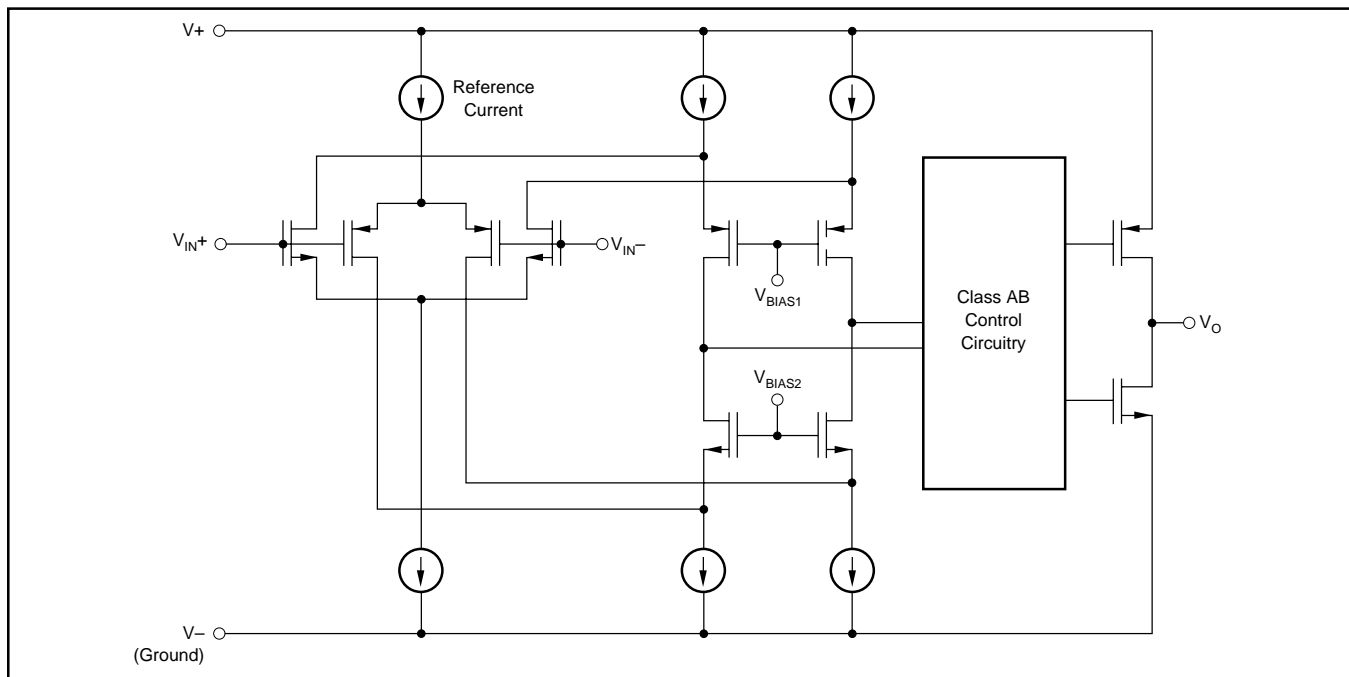 V+
Reference
Current
VIN+
VIN–
VBIAS1
VBIAS2
Class AB
Control
Circuitry
VO
V–
(Ground)